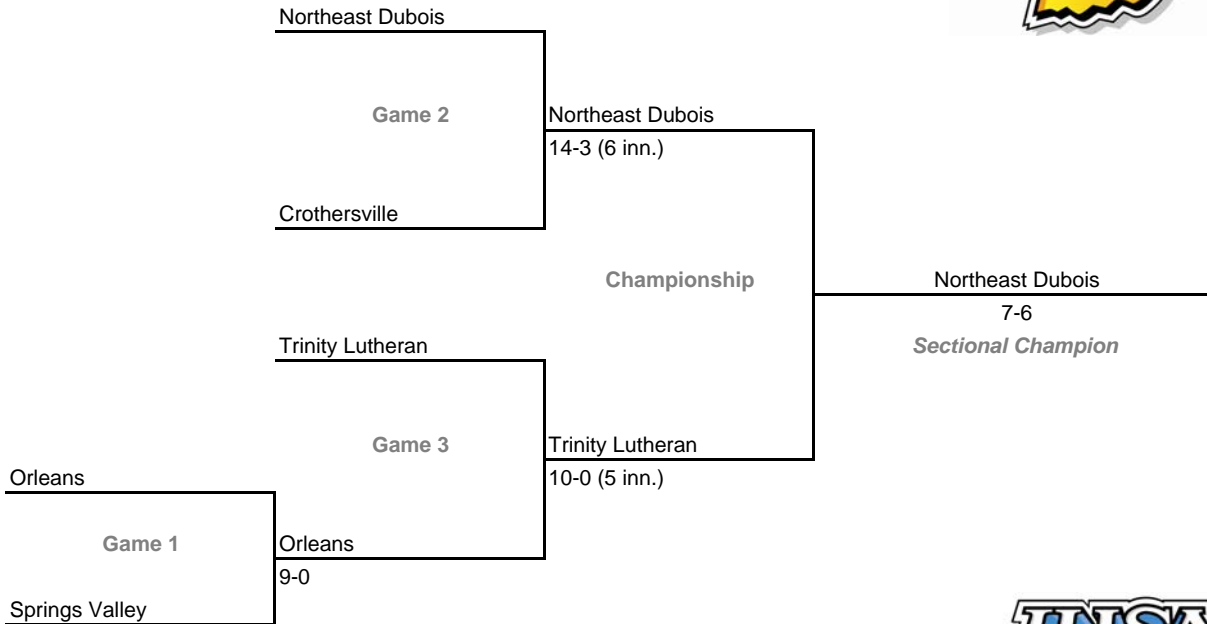 Northeast Dubois
Game 2
Northeast Dubois
14-3 (6 inn.)
Crothersville
Championship
Northeast Dubois
7-6
Sectional Champion
Trinity Lutheran
Game 3
Trinity Lutheran
10-0 (5 inn.)
Orleans
Game 1
Orleans
9-0
Springs Valley